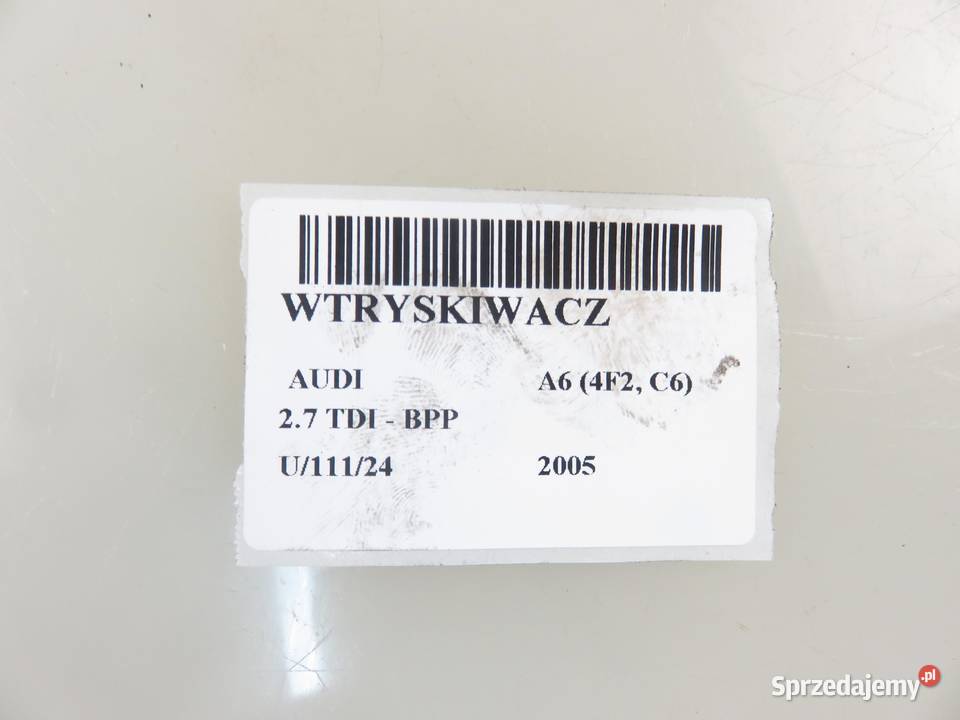 WTRYSKIWACZ
AUDI A6 (4F2, C6)
2.7 TDI - BPP
U/111/24 2005
Sprzedajemy.pl